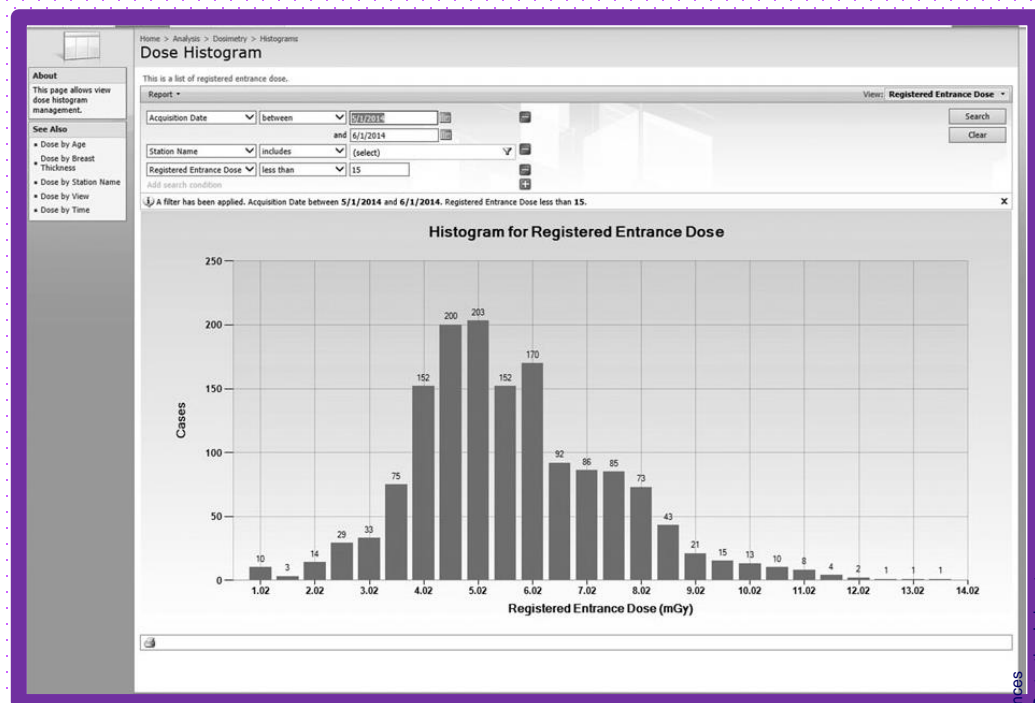 Home > Analysis > Dosimetry > Histograms
Dose Histogram
About
This page allows view
dose histogram
management.
See Also
Dose by Age
Dose by Breast
Thickness
Dose by Station Name
Dose by View
Dose by Time
This is a list of registered entrance dose.
Report
View: Registered Entrance Dose
Acquisition Date between 5/1/2014 Search
and 6/1/2014 Clear
Station Name includes (select)
Registered Entrance Dose less than 15
Add search condition
A filter has been applied. Acquisition Date between 5/1/2014 and 6/1/2014. Registered Entrance Dose less than 15. x
Histogram for Registered Entrance Dose
250
200
150
100
50
0
Cases
10 3 14 29 33 75 152 200 203 152 170 92 86 85 73 43 21 15 13 10 8 4 2 1 1 1
1.02 2.02 3.02 4.02 5.02 6.02 7.02 8.02 9.02 10.02 11.02 12.02 13.02 14.02
Registered Entrance Dose (mGy)